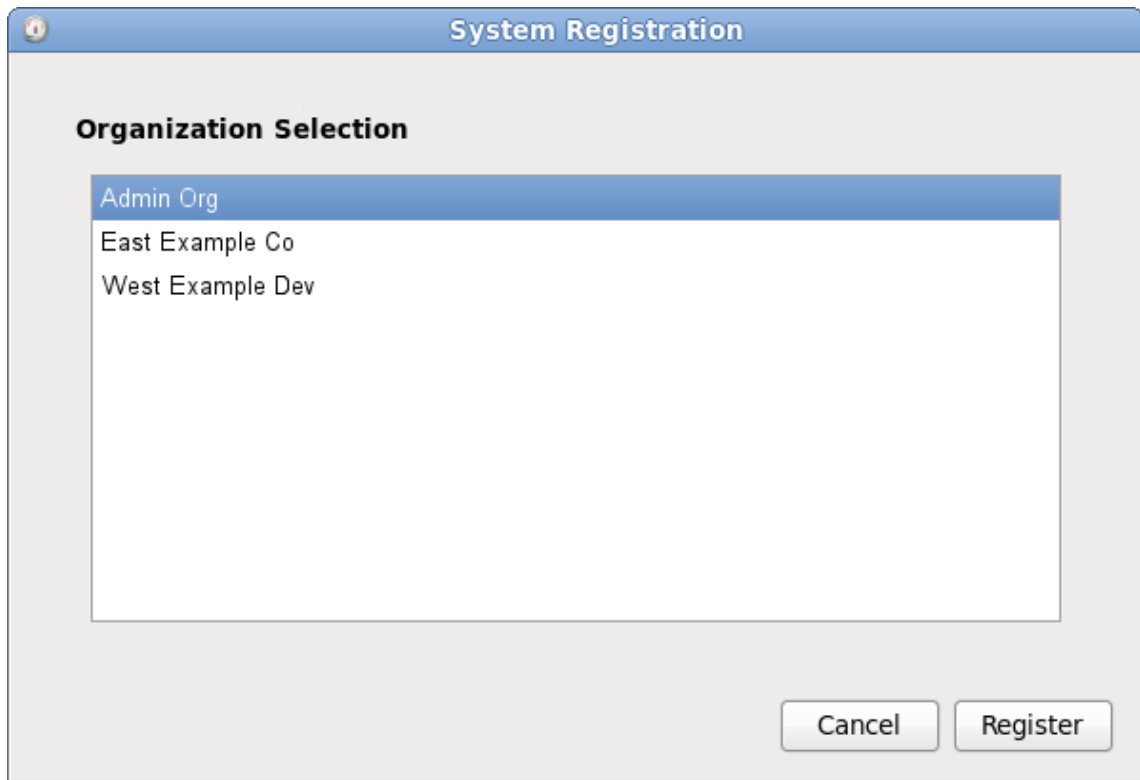 System Registration
Organization Selection
Admin Org
East Example Co
West Example Dev
Cancel Register